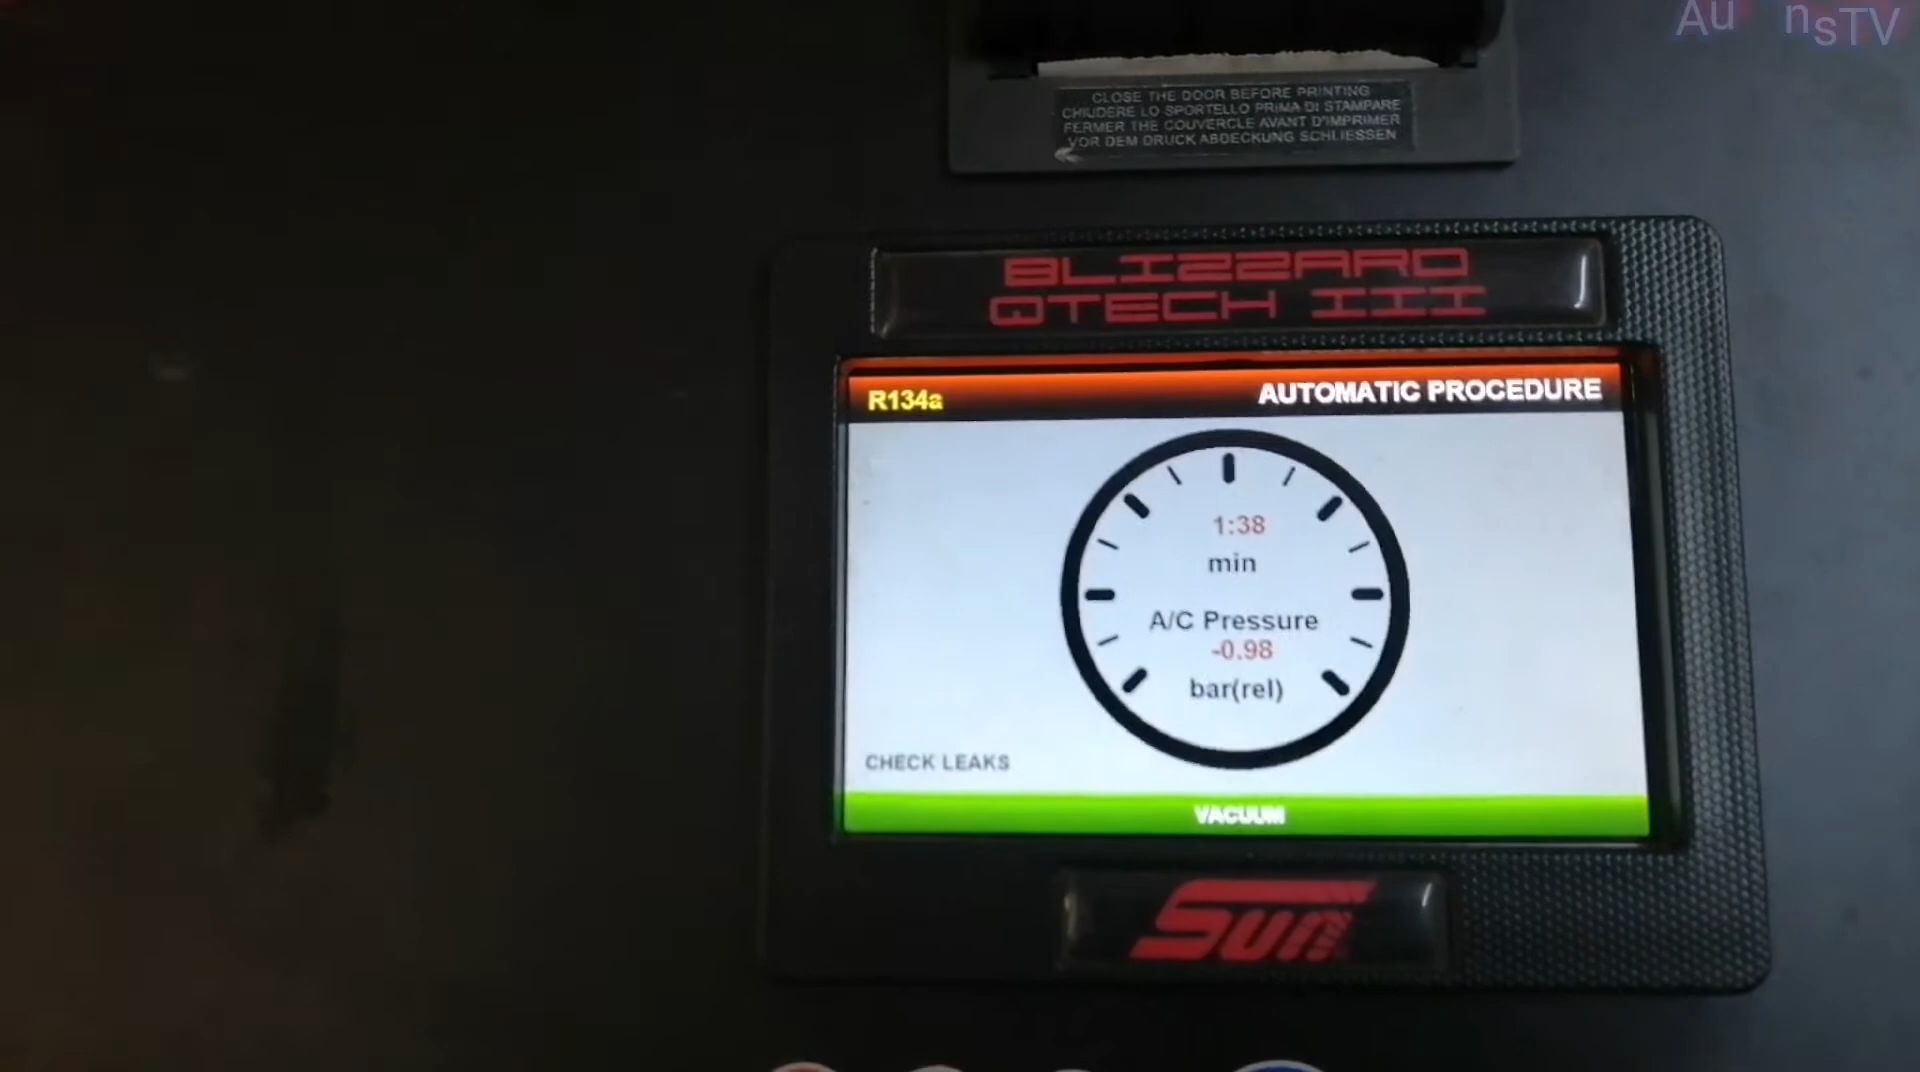 CLOSE THE DOOR BEFORE PRINTING
CHIUDERE LO SPORTELLO PRIMA DI STAMPARE
FERMER THE COUVERCLE AVANT D'IMPRIMER
VOR DEM DRUCK ABDECKUNG SCHLIESSEN
BLIZZARD
QTECH III
R134a AUTOMATIC PROCEDURE
1:38
min
A/C Pressure
-0.98
bar(rel)
CHECK LEAKS
VACUUM
Sun